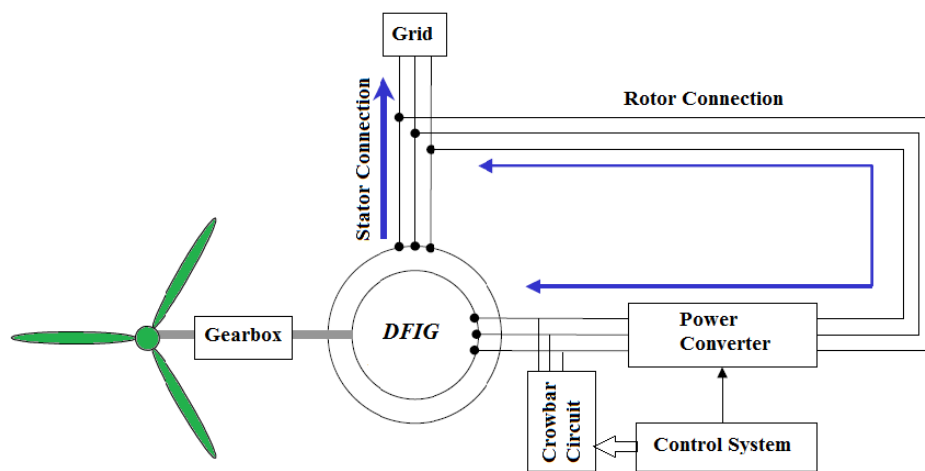 Grid
Rotor Connection
Stator Connection
Gearbox
DFIG
Power
Converter
Crowbar
Circuit
Control System